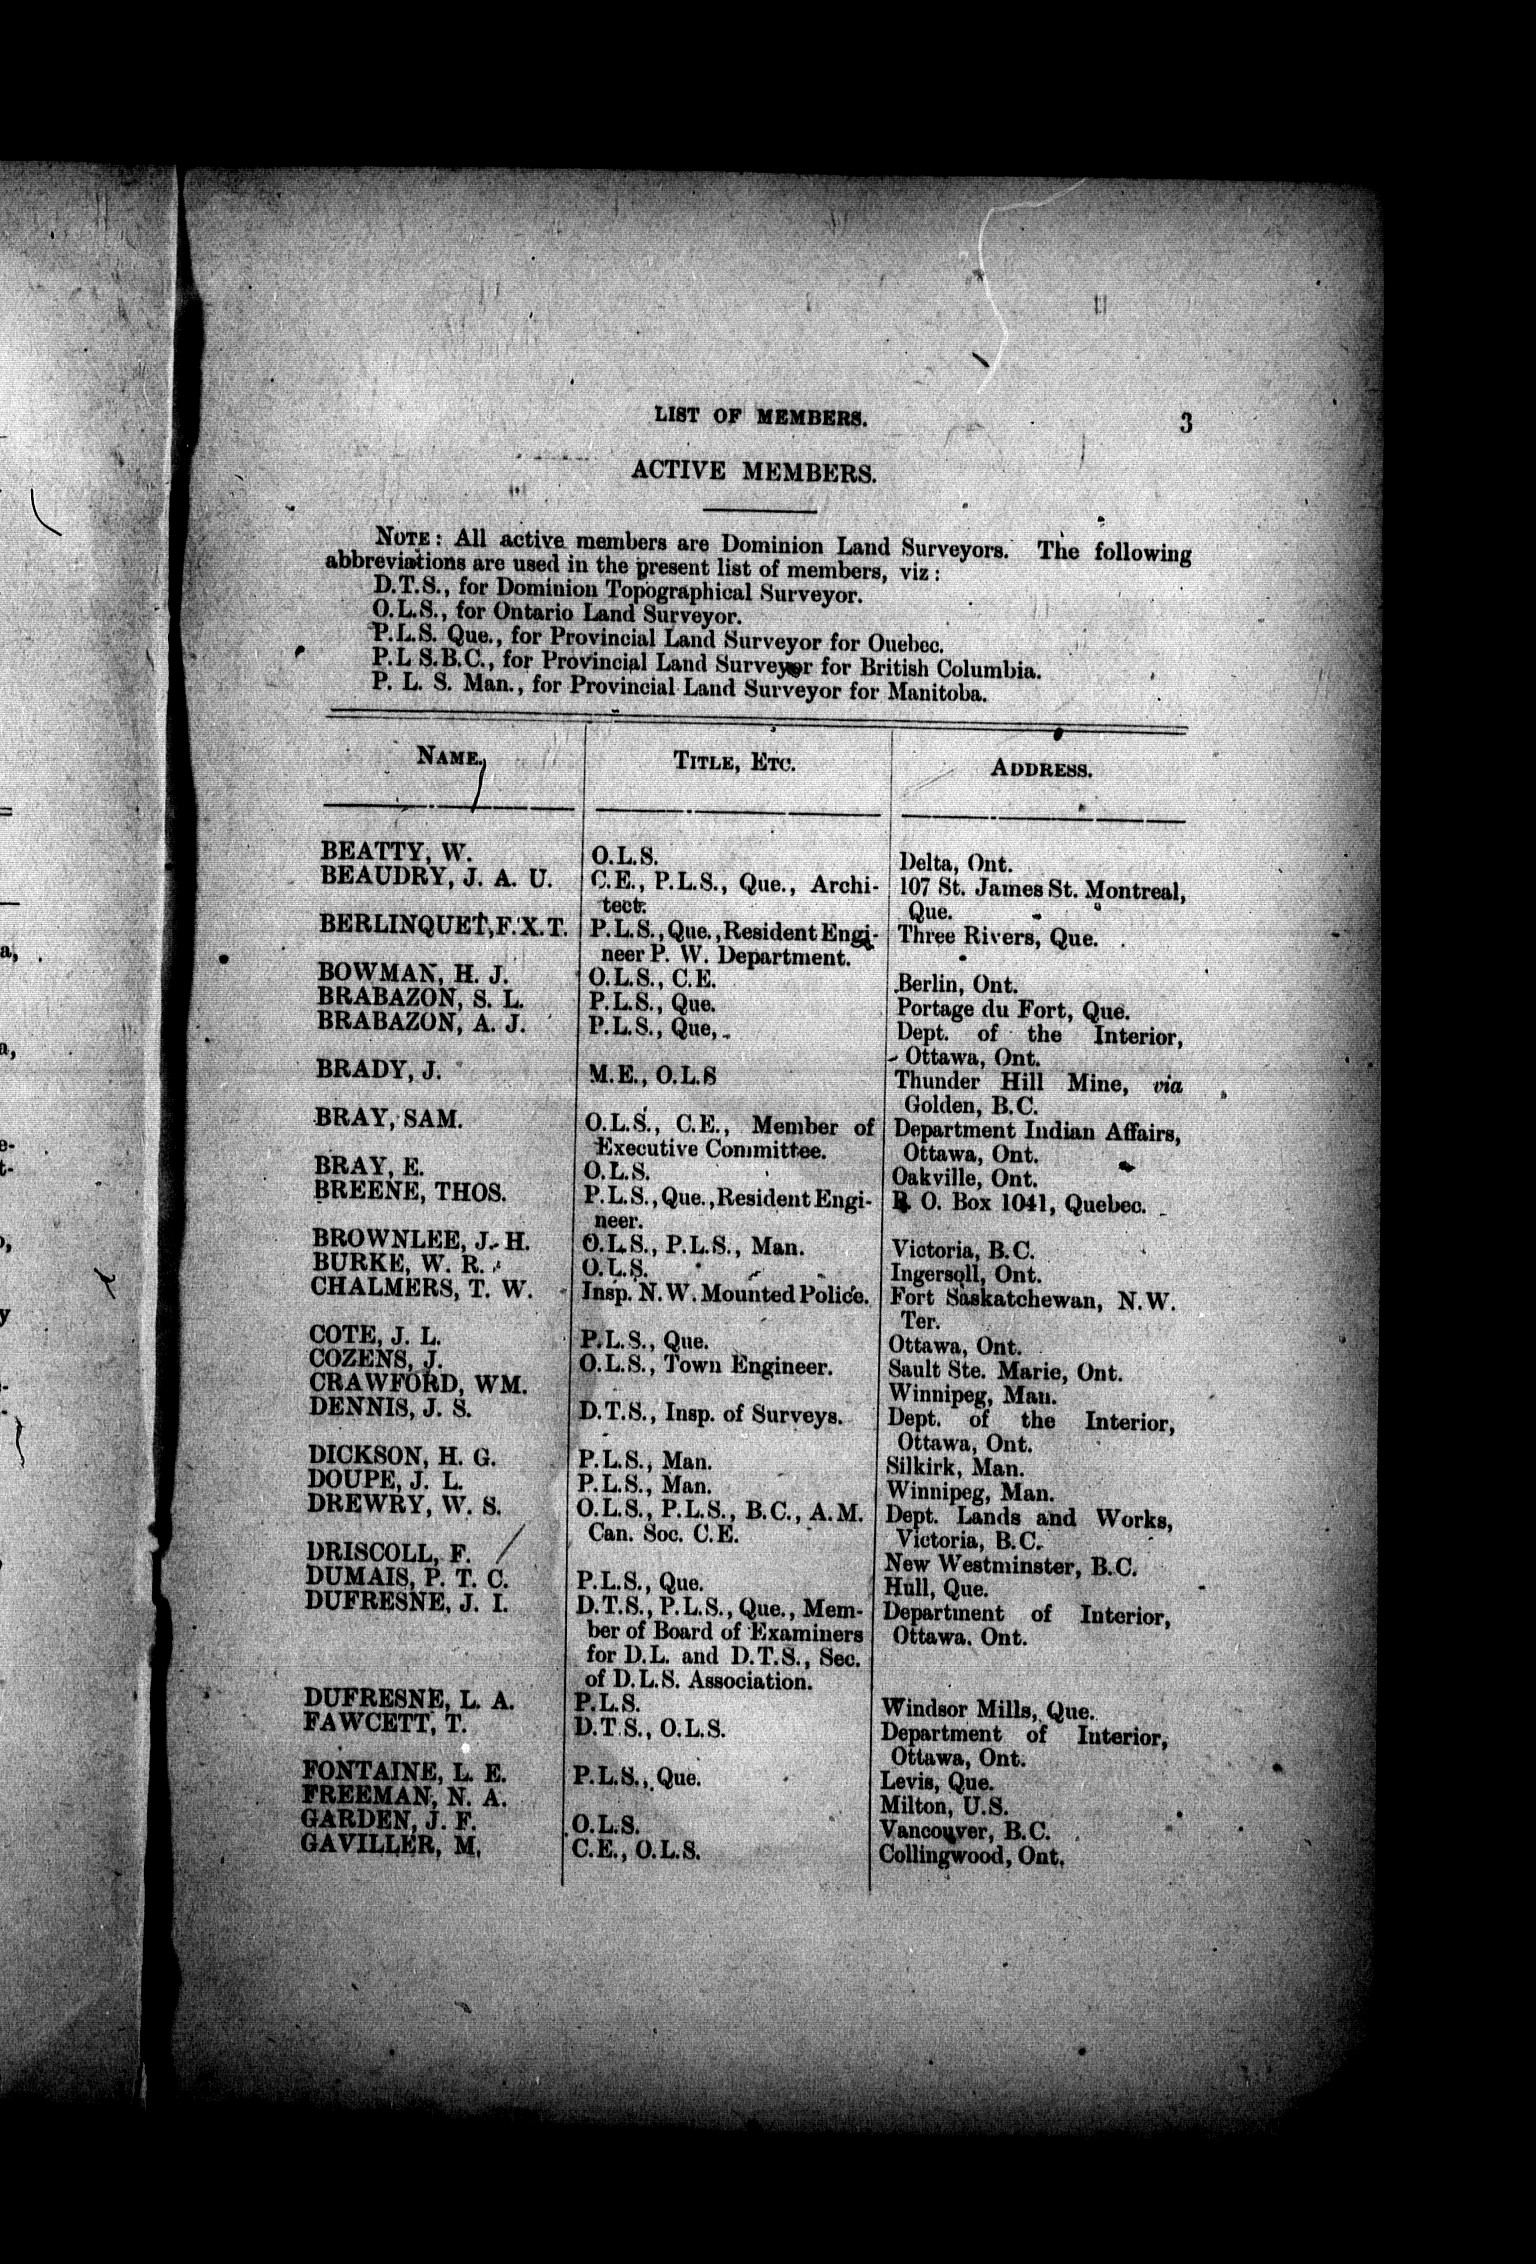 LIST OF MEMBERS. 3
ACTIVE MEMBERS.
NOTE: All active members are Dominion Land Surveyors. The following
abbreviations are used in the present list of members, viz:
D.T.S., for Dominion Topographical Surveyor.
O.L.S., for Ontario Land Surveyor.
P.L.S. Que., for Provincial Land Surveyor for Quebec.
P.L S.B.C., for Provincial Land Surveyor for British Columbia.
P. L. S. Man., for Provincial Land Surveyor for Manitoba.
NAME. TITLE, ETC. ADDRESS.
BEATTY, W. O.L.S. Delta, Ont.
BEAUDRY, J. A. U. C.E., P.L.S., Que., Archi- 107 St. James St. Montreal,
tect. Que.
BERLINQUET, F. X. T. P.L.S., Que., Resident Engi- Three Rivers, Que.
neer P. W. Department.
BOWMAN, H. J. O.L.S., C.E. Berlin, Ont.
BRABAZON, S. L. P.L.S., Que. Portage du Fort, Que.
BRABAZON, A. J. P.L.S., Que, Dept. of the Interior,
Ottawa, Ont.
BRADY, J. M.E., O.L.S Thunder Hill Mine, via
Golden, B.C.
BRAY, SAM. O.L.S., C.E., Member of Department Indian Affairs,
Executive Committee. Ottawa, Ont.
BRAY, E. O.L.S. Oakville, Ont.
BREENE, THOS. P.L.S., Que., Resident Engi- P. O. Box 1041, Quebec.
neer.
BROWNLEE, J. H. O.L.S., P.L.S., Man. Victoria, B.C.
BURKE, W. R. O.L.S. Ingersoll, Ont.
CHALMERS, T. W. Insp. N.W. Mounted Police. Fort Saskatchewan, N.W.
Ter.
COTE, J. L. P.L.S., Que. Ottawa, Ont.
COZENS, J. O.L.S., Town Engineer. Sault Ste. Marie, Ont.
CRAWFORD, WM. Winnipeg, Man.
DENNIS, J. S. D.T.S., Insp. of Surveys. Dept. of the Interior,
Ottawa, Ont.
DICKSON, H. G. P.L.S., Man. Silkirk, Man.
DOUPE, J. L. P.L.S., Man. Winnipeg, Man.
DREWRY, W. S. O.L.S., P.L.S., B.C., A.M. Dept. Lands and Works,
Can. Soc. C.E. Victoria, B.C.
DRISCOLL, F. New Westminster, B.C.
DUMAIS, P. T. C. P.L.S., Que. Hull, Que.
DUFRESNE, J. I. D.T.S., P.L.S., Que., Mem- Department of Interior,
ber of Board of Examiners Ottawa. Ont.
for D.L. and D.T.S., Sec.
of D.L.S. Association.
DUFRESNE, L. A. P.L.S. Windsor Mills, Que.
FAWCETT, T. D.T.S., O.L.S. Department of Interior,
Ottawa, Ont.
FONTAINE, L. E. P.L.S., Que. Levis, Que.
FREEMAN, N. A. Milton, U.S.
GARDEN, J. F. O.L.S. Vancouver, B.C.
GAVILLER, M. C.E., O.L.S. Collingwood, Ont.